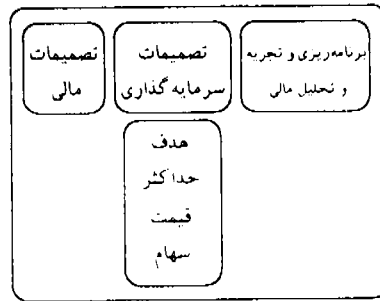 برنامه‌ریزی و تجزیه
و تحلیل مالی
تصمیمات
سرمایه‌گذاری
تصمیمات
مالی
هدف
حداکثر
قیمت
سهام